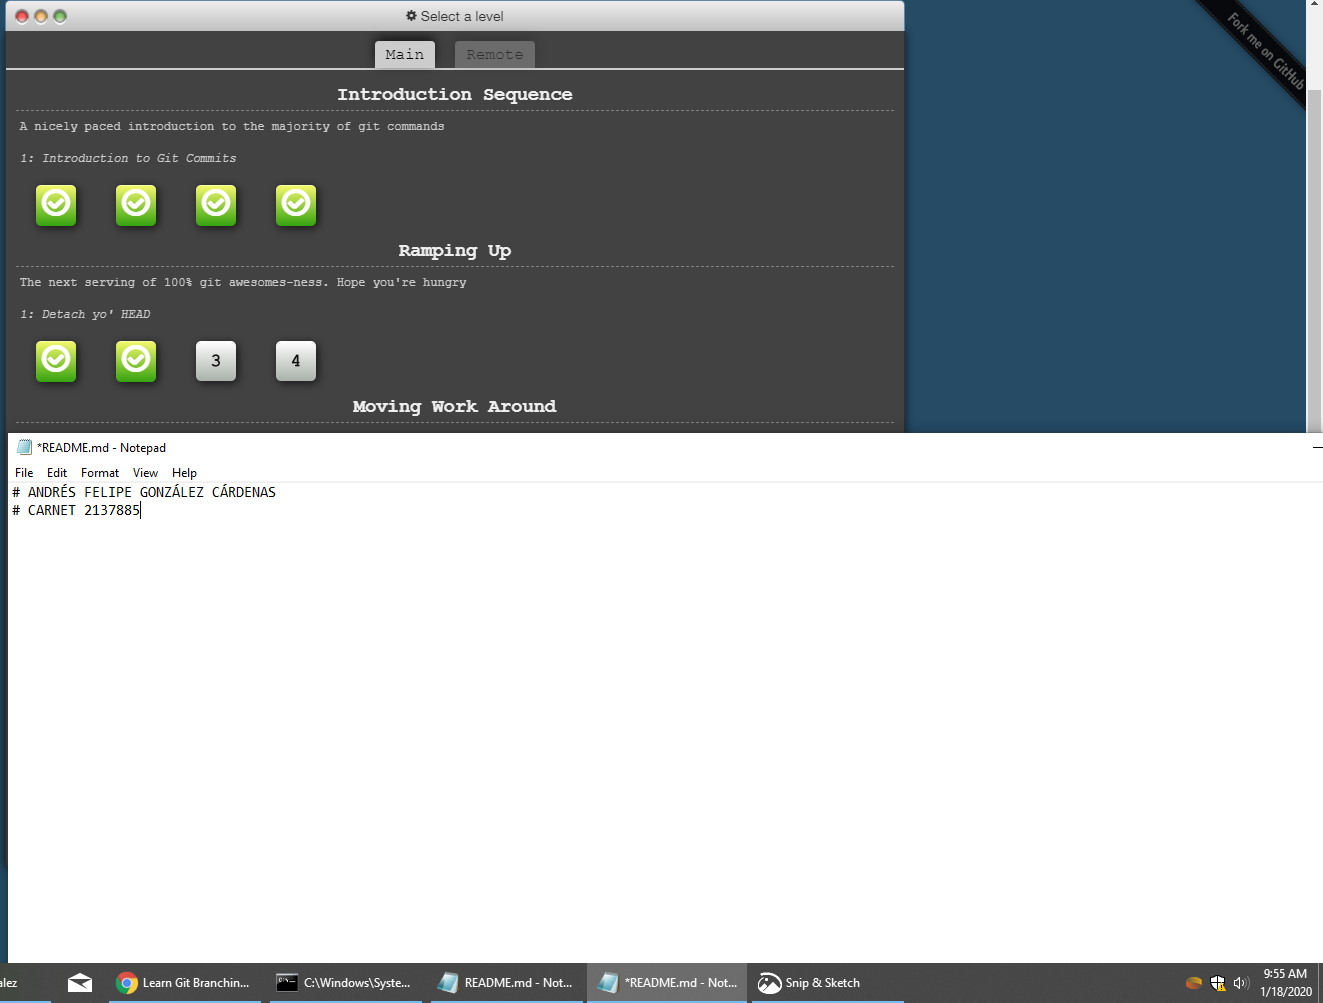 Select a level
Fork me on GitHub
Main Remote
Introduction Sequence
A nicely paced introduction to the majority of git commands
1: Introduction to Git Commits
Ramping Up
The next serving of 100% git awesomes-ness. Hope you're hungry
1: Detach yo' HEAD
3 4
Moving Work Around
*README.md - Notepad
File Edit Format View Help
# ANDRÉS FELIPE GONZÁLEZ CÁRDENAS
# CARNET 2137885
alez Learn Git Branchin... C:\Windows\Syste... README.md - Not... *README.md - Not... Snip & Sketch
9:55 AM
1/18/2020